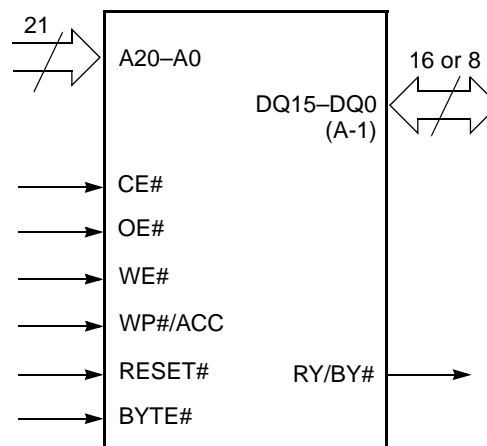 21
A20–A0
16 or 8
DQ15–DQ0
(A-1)
CE#
OE#
WE#
WP#/ACC
RESET#
RY/BY#
BYTE#